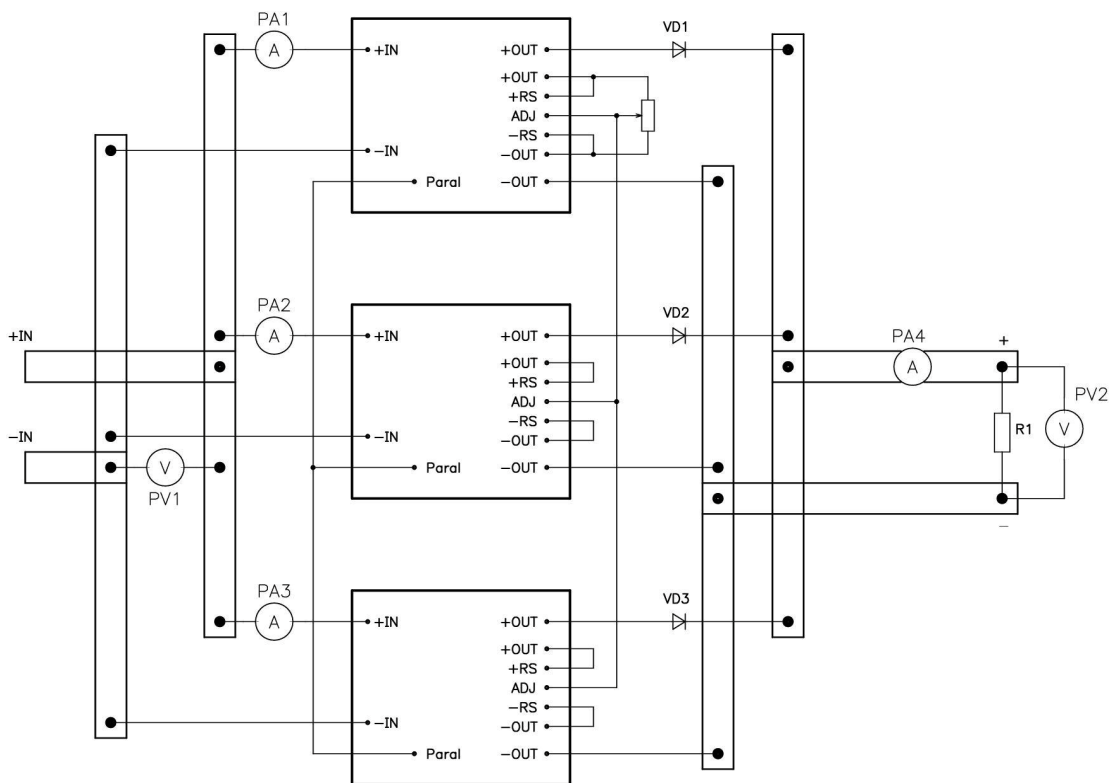 PA1
A
+IN
-IN
Paral
+OUT
+OUT
+RS
ADJ
-RS
-OUT
-OUT
VD1
PA2
A
+IN
-IN
Paral
+OUT
+OUT
+RS
ADJ
-RS
-OUT
-OUT
VD2
+IN
-IN
V
PV1
PA4
A
+
R1
V
PV2
-
PA3
A
+IN
-IN
Paral
+OUT
+OUT
+RS
ADJ
-RS
-OUT
-OUT
VD3